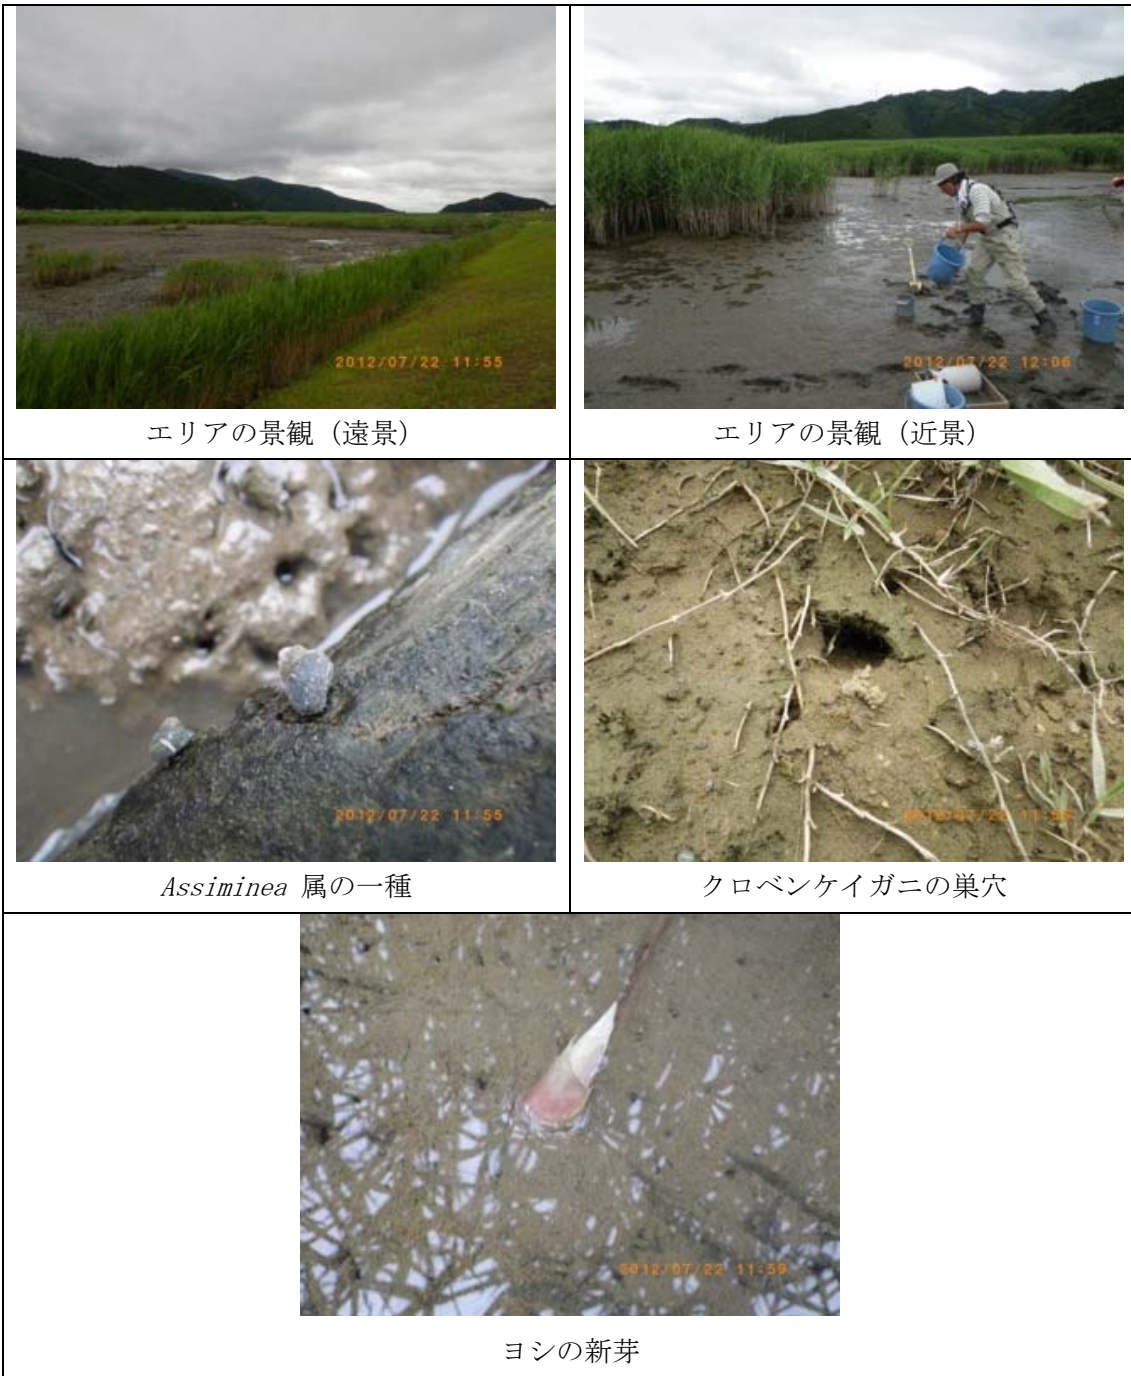 2012/07/22 11:55
2012/07/22 12:06
エリアの景観（遠景）
エリアの景観（近景）
2012/07/22 11:55
Assiminea 属の一種
クロベンケイガニの巣穴
2012/07/22 11:59
ヨシの新芽